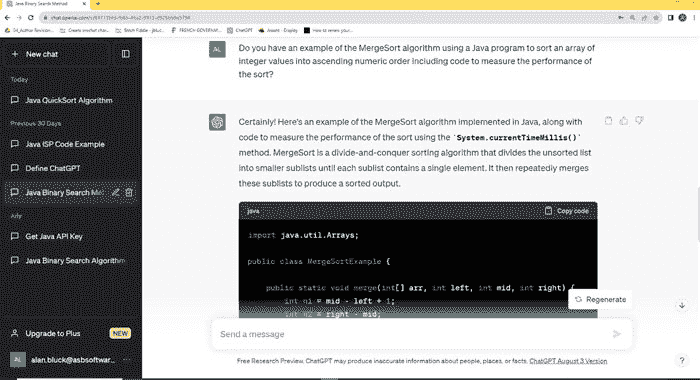 Java Binary Search Method
chat.openai.com
ChatGPT
How to renew your...
New chat
Today
Java QuickSort Algorithm
Previous 30 Days
Java ISP Code Example
Define ChatGPT
Java Binary Search Me
July
Get Java API Key
Java Binary Search Algorithm
Upgrade to Plus NEW
alan.bluck@asbsoftwar...
AL
Do you have an example of the MergeSort algorithm using a Java program to sort an array of
integer values into ascending numeric order including code to measure the performance of
the sort?
Certainly! Here's an example of the MergeSort algorithm implemented in Java, along with
code to measure the performance of the sort using the `System.currentTimeMillis()`
method. MergeSort is a divide-and-conquer sorting algorithm that divides the unsorted list
into smaller sublists until each sublist contains a single element. It then repeatedly merges
these sublists to produce a sorted output.
java Copy code
import java.util.Arrays;
public class MergeSortExample {
public static void merge(int[] arr, int left, int mid, int right) {
int n1 = mid - left + 1;
int n2 = right - mid;
Regenerate
Send a message
Free Research Preview. ChatGPT may produce inaccurate information about people, places, or facts. ChatGPT August 3 Version
?